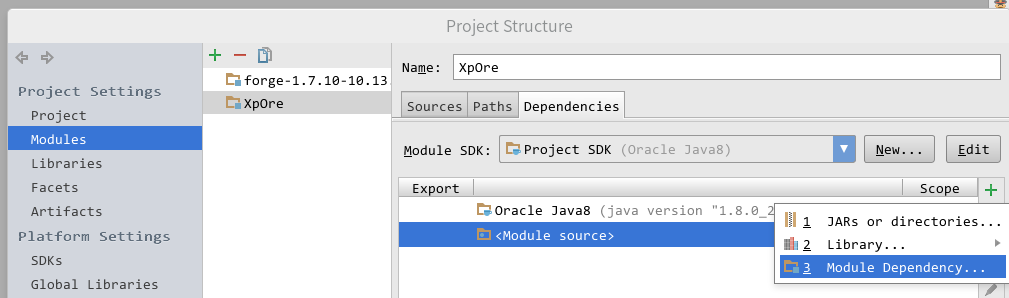 Project Structure
Project Settings
Project
Modules
Libraries
Facets
Artifacts
Platform Settings
SDKs
Global Libraries
forge-1.7.10-10.13.
XpOre
Name: XpOre
Sources Paths Dependencies
Module SDK: Project SDK (Oracle Java8) New... Edit
Export Scope
Oracle Java8 (java version "1.8.0_2
<Module source>
1 JARs or directories...
2 Library...
3 Module Dependency...